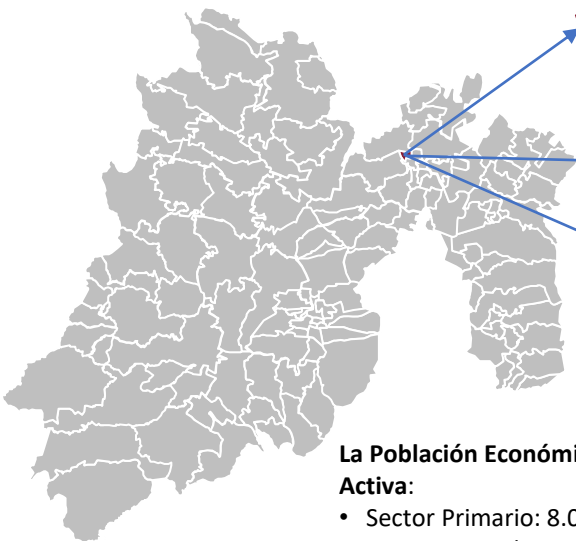 La Población Económi
Activa:
• Sector Primario: 8.0